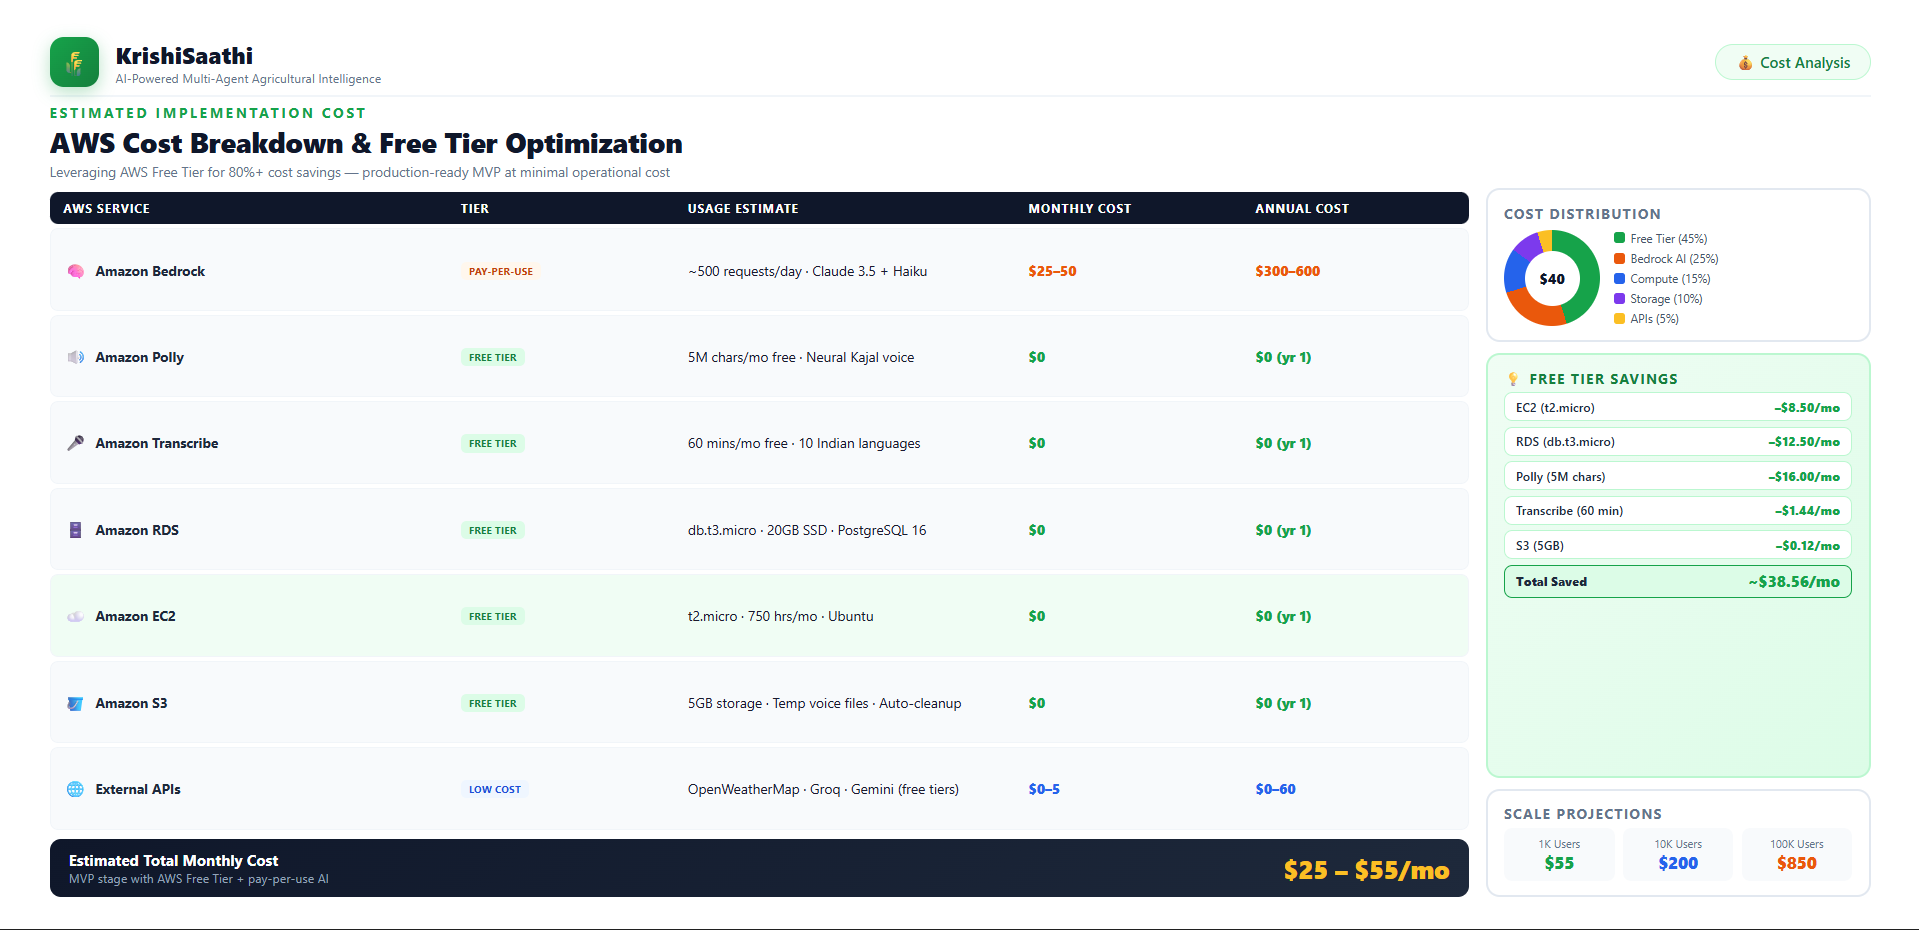 KrishiSaathi
AI-Powered Multi-Agent Agricultural Intelligence
Cost Analysis
ESTIMATED IMPLEMENTATION COST
AWS Cost Breakdown & Free Tier Optimization
Leveraging AWS Free Tier for 80%+ cost savings — production-ready MVP at minimal operational cost
AWS SERVICE TIER USAGE ESTIMATE MONTHLY COST ANNUAL COST
Amazon Bedrock PAY-PER-USE ~500 requests/day · Claude 3.5 + Haiku $25–50 $300–600
Amazon Polly FREE TIER 5M chars/mo free · Neural Kajal voice $0 $0 (yr 1)
Amazon Transcribe FREE TIER 60 mins/mo free · 10 Indian languages $0 $0 (yr 1)
Amazon RDS FREE TIER db.t3.micro · 20GB SSD · PostgreSQL 16 $0 $0 (yr 1)
Amazon EC2 FREE TIER t2.micro · 750 hrs/mo · Ubuntu $0 $0 (yr 1)
Amazon S3 FREE TIER 5GB storage · Temp voice files · Auto-cleanup $0 $0 (yr 1)
External APIs LOW COST OpenWeatherMap · Groq · Gemini (free tiers) $0–5 $0–60
Estimated Total Monthly Cost
MVP stage with AWS Free Tier + pay-per-use AI
$25 – $55/mo
COST DISTRIBUTION
$40
Free Tier (45%)
Bedrock AI (25%)
Compute (15%)
Storage (10%)
APIs (5%)
FREE TIER SAVINGS
EC2 (t2.micro) –$8.50/mo
RDS (db.t3.micro) –$12.50/mo
Polly (5M chars) –$16.00/mo
Transcribe (60 min) –$1.44/mo
S3 (5GB) –$0.12/mo
Total Saved ~$38.56/mo
SCALE PROJECTIONS
1K Users 10K Users 100K Users
$55 $200 $850